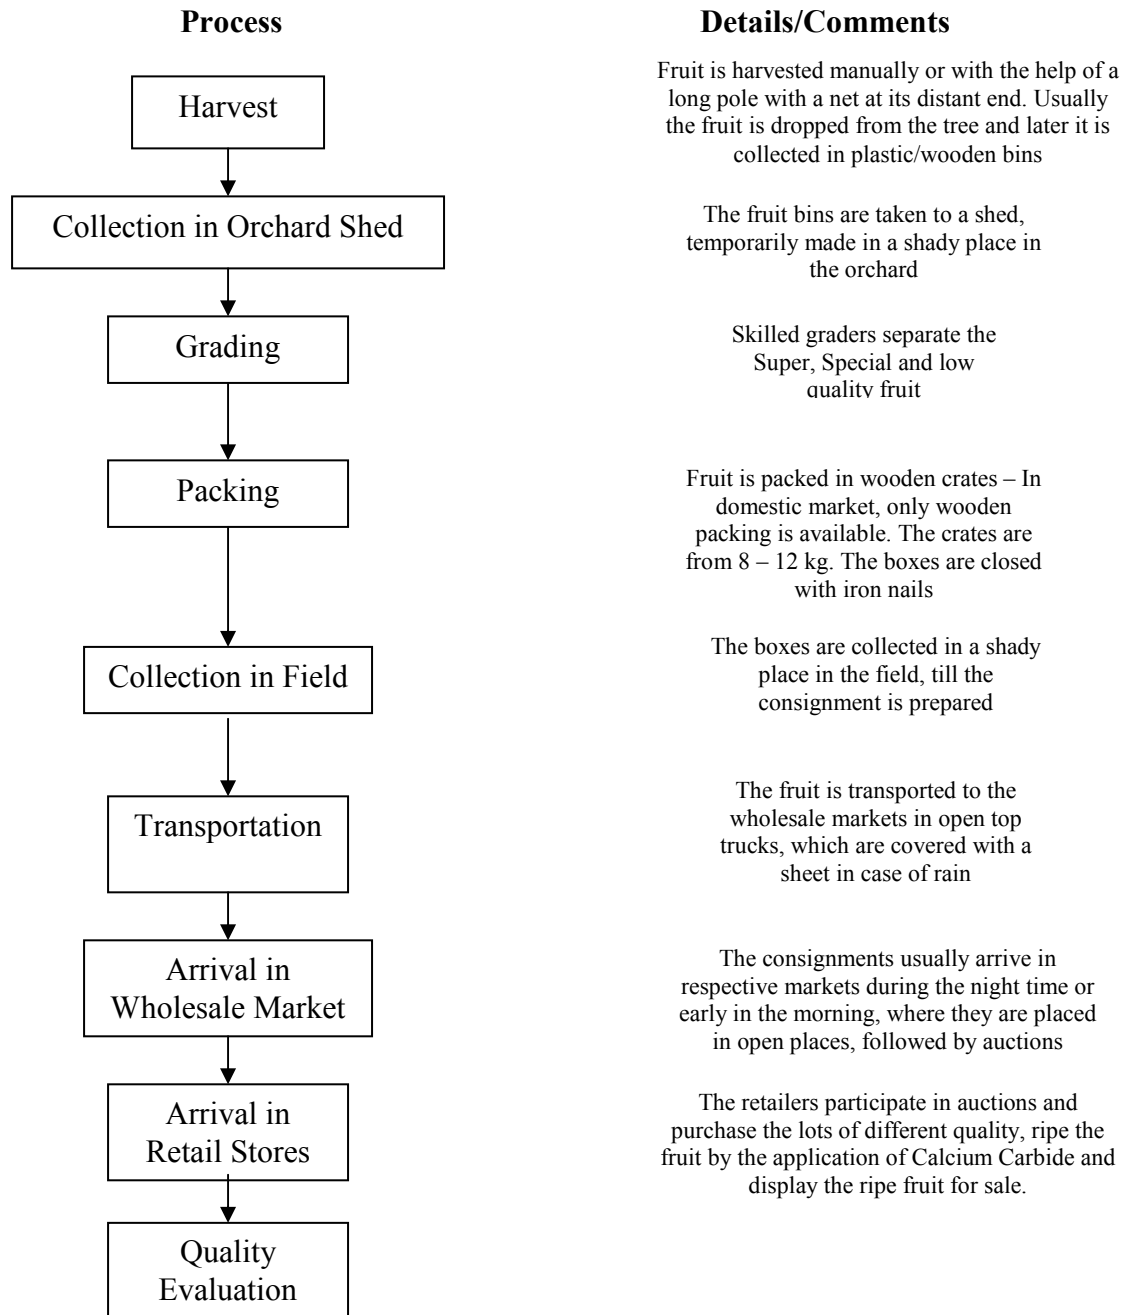 Process
Details/Comments
Harvest
Fruit is harvested manually or with the help of a
long pole with a net at its distant end. Usually
the fruit is dropped from the tree and later it is
collected in plastic/wooden bins
Collection in Orchard Shed
The fruit bins are taken to a shed,
temporarily made in a shady place in
the orchard
Grading
Skilled graders separate the
Super, Special and low
quality fruit
Packing
Fruit is packed in wooden crates – In
domestic market, only wooden
packing is available. The crates are
from 8 – 12 kg. The boxes are closed
with iron nails
Collection in Field
The boxes are collected in a shady
place in the field, till the
consignment is prepared
Transportation
The fruit is transported to the
wholesale markets in open top
trucks, which are covered with a
sheet in case of rain
Arrival in
Wholesale Market
The consignments usually arrive in
respective markets during the night time or
early in the morning, where they are placed
in open places, followed by auctions
Arrival in
Retail Stores
The retailers participate in auctions and
purchase the lots of different quality, ripe the
fruit by the application of Calcium Carbide and
display the ripe fruit for sale.
Quality
Evaluation